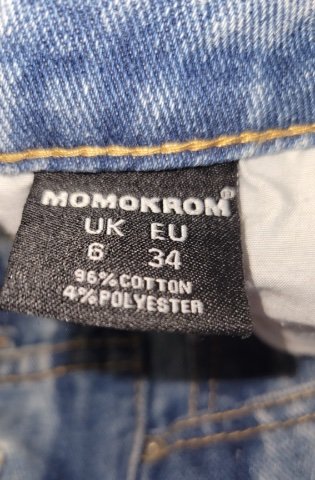 MOMOKROM®
UK EU
6 34
96% COTTON
4% POLYESTER